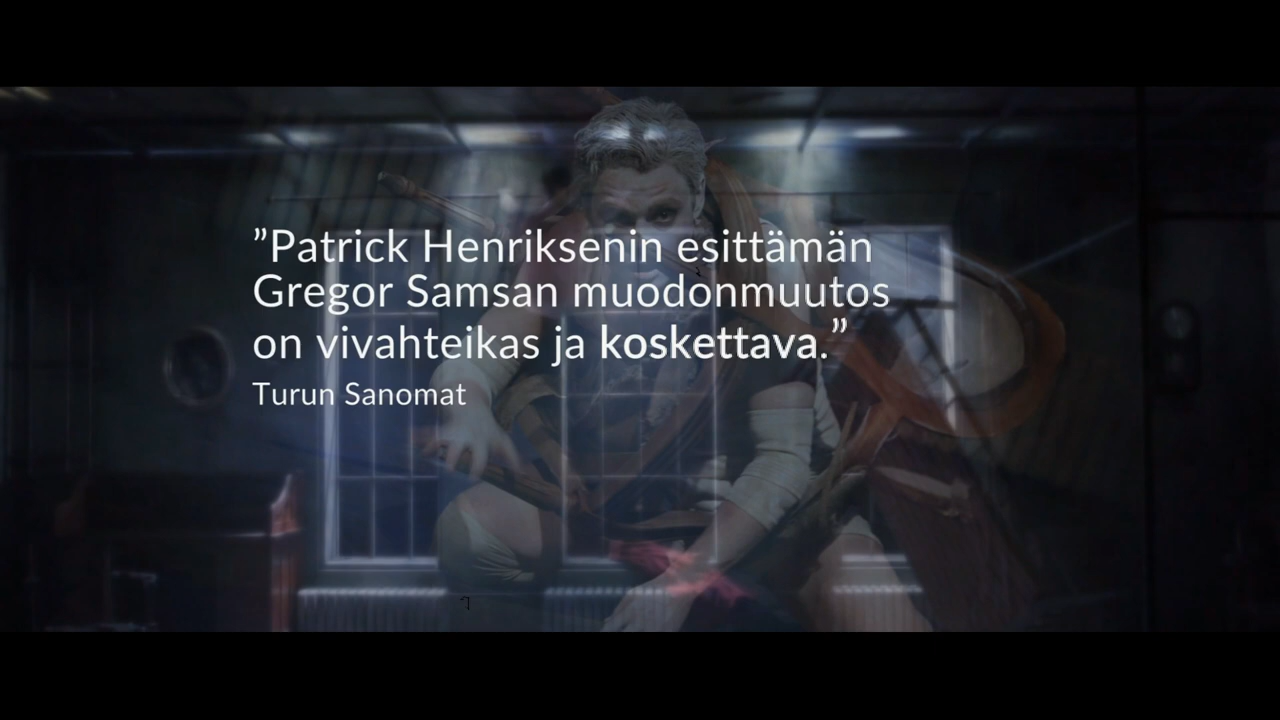 ”Patrick Henriksenin esittämän
Gregor Samsan muodonmuutos
on vivahteikas ja koskettava.”
Turun Sanomat